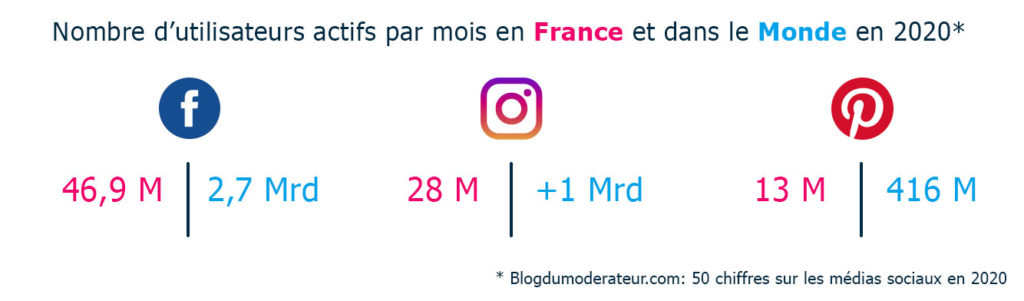 Nombre d’utilisateurs actifs par mois en France et dans le Monde en 2020*
46,9 M 2,7 Mrd 28 M +1 Mrd 13 M 416 M
* Blogdumoderateur.com: 50 chiffres sur les médias sociaux en 2020